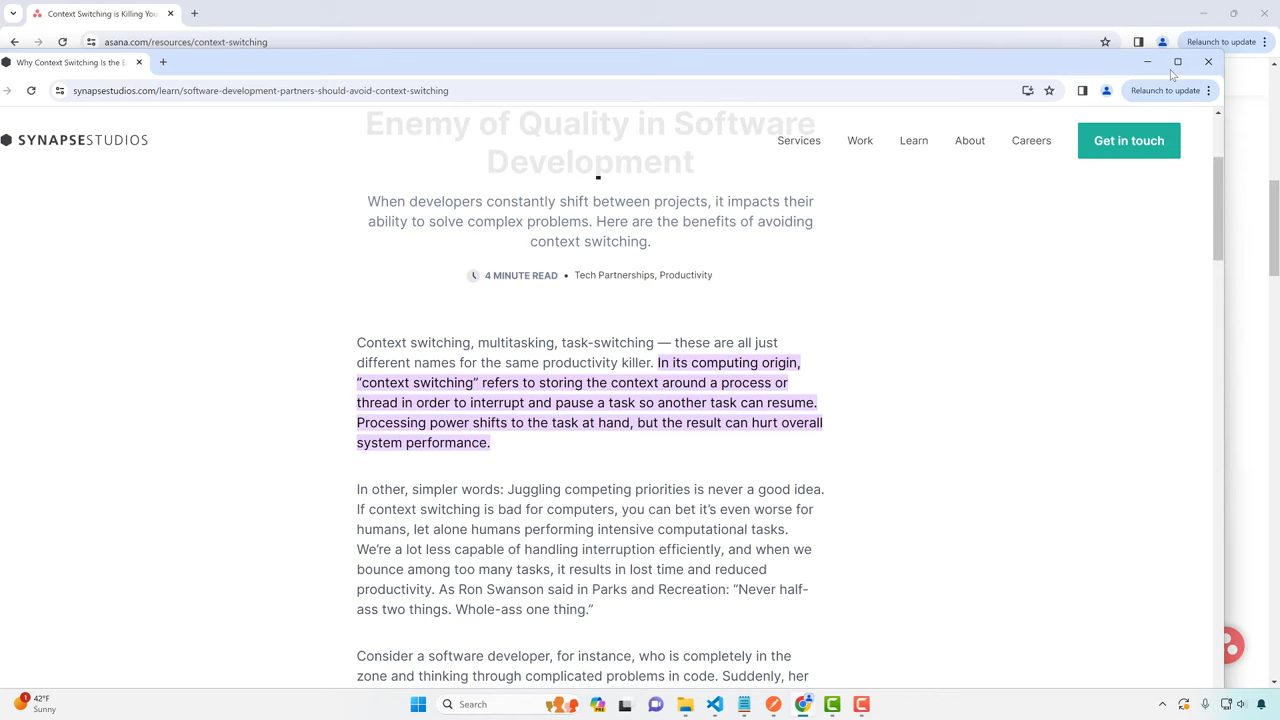 Context Switching is Killing You
asana.com/resources/context-switching
Relaunch to update
Why Context Switching Is the E
synapsestudios.com/learn/software-development-partners-should-avoid-context-switching
Relaunch to update
SYNAPSESTUDIOS
Services
Work
Learn
About
Careers
Get in touch
Enemy of Quality in Software
Development
When developers constantly shift between projects, it impacts their
ability to solve complex problems. Here are the benefits of avoiding
context switching.
4 MINUTE READ • Tech Partnerships, Productivity
Context switching, multitasking, task-switching — these are all just
different names for the same productivity killer. In its computing origin,
“context switching” refers to storing the context around a process or
thread in order to interrupt and pause a task so another task can resume.
Processing power shifts to the task at hand, but the result can hurt overall
system performance.
In other, simpler words: Juggling competing priorities is never a good idea.
If context switching is bad for computers, you can bet it’s even worse for
humans, let alone humans performing intensive computational tasks.
We’re a lot less capable of handling interruption efficiently, and when we
bounce among too many tasks, it results in lost time and reduced
productivity. As Ron Swanson said in Parks and Recreation: “Never half-
ass two things. Whole-ass one thing.”
Consider a software developer, for instance, who is completely in the
zone and thinking through complicated problems in code. Suddenly, her
1
42°F
Sunny
Search